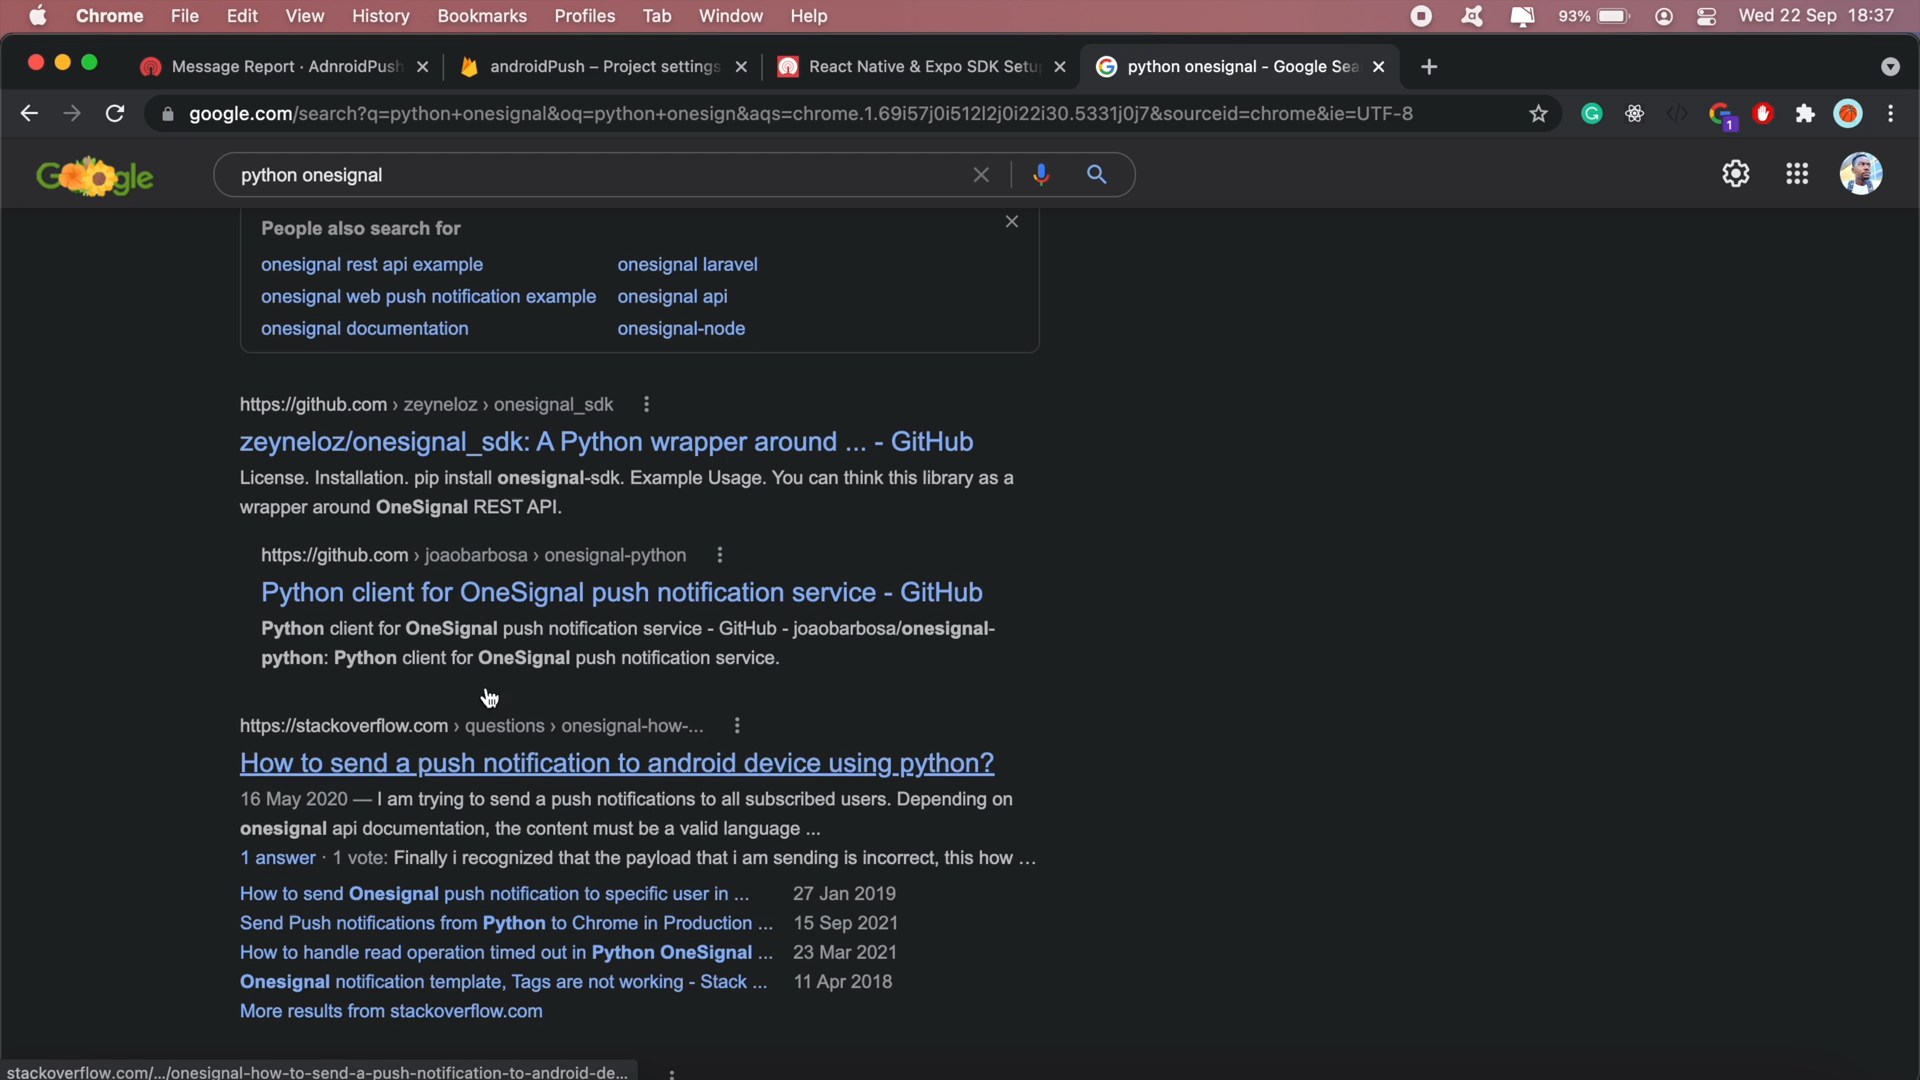 Chrome File Edit View History Bookmarks Profiles Tab Window Help 93% Wed 22 Sep 18:37
Message Report · AdnroidPush androidPush – Project settings React Native & Expo SDK Setu python onesignal - Google Sea
google.com/search?q=python+onesignal&oq=python+onesign&aqs=chrome.1.69i57j0i512l2j0i22i30.5331j0j7&sourceid=chrome&ie=UTF-8 1
Google python onesignal
People also search for
onesignal rest api example onesignal laravel
onesignal web push notification example onesignal api
onesignal documentation onesignal-node
https://github.com › zeyneloz › onesignal_sdk
zeyneloz/onesignal_sdk: A Python wrapper around ... - GitHub
License. Installation. pip install onesignal-sdk. Example Usage. You can think this library as a
wrapper around OneSignal REST API.
https://github.com › joaobarbosa › onesignal-python
Python client for OneSignal push notification service - GitHub
Python client for OneSignal push notification service - GitHub - joaobarbosa/onesignal-
python: Python client for OneSignal push notification service.
https://stackoverflow.com › questions › onesignal-how-...
How to send a push notification to android device using python?
16 May 2020 — I am trying to send a push notifications to all subscribed users. Depending on
onesignal api documentation, the content must be a valid language ...
1 answer · 1 vote: Finally i recognized that the payload that i am sending is incorrect, this how ...
How to send Onesignal push notification to specific user in ... 27 Jan 2019
Send Push notifications from Python to Chrome in Production ... 15 Sep 2021
How to handle read operation timed out in Python OneSignal ... 23 Mar 2021
Onesignal notification template, Tags are not working - Stack ... 11 Apr 2018
More results from stackoverflow.com
stackoverflow.com/.../onesignal-how-to-send-a-push-notification-to-android-de...